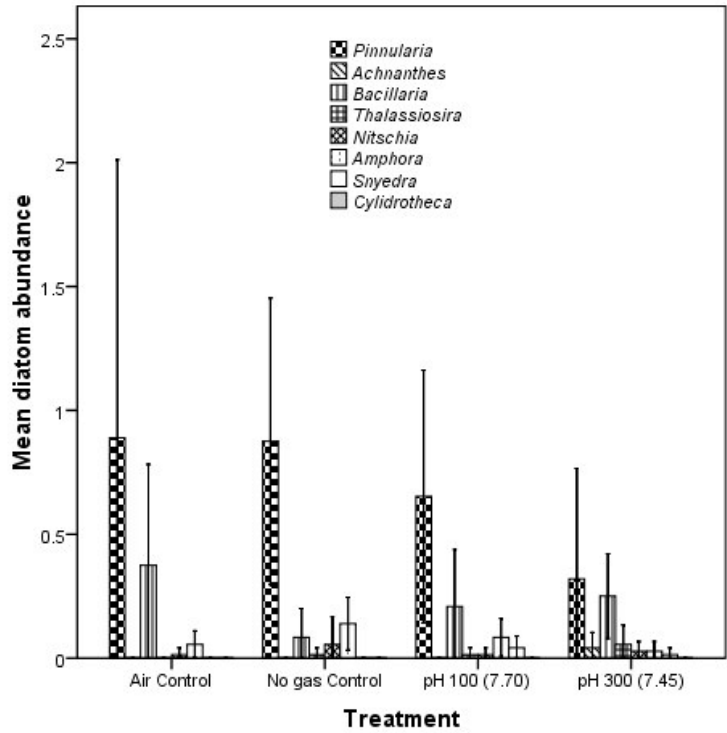 2.5
2
1.5
1
0.5
0
Mean diatom abundance
Pinnularia
Achnanthes
Bacillaria
Thalassiosira
Nitschia
Amphora
Snyedra
Cylidrotheca
Air Control No gas Control pH 100 (7.70) pH 300 (7.45)
Treatment